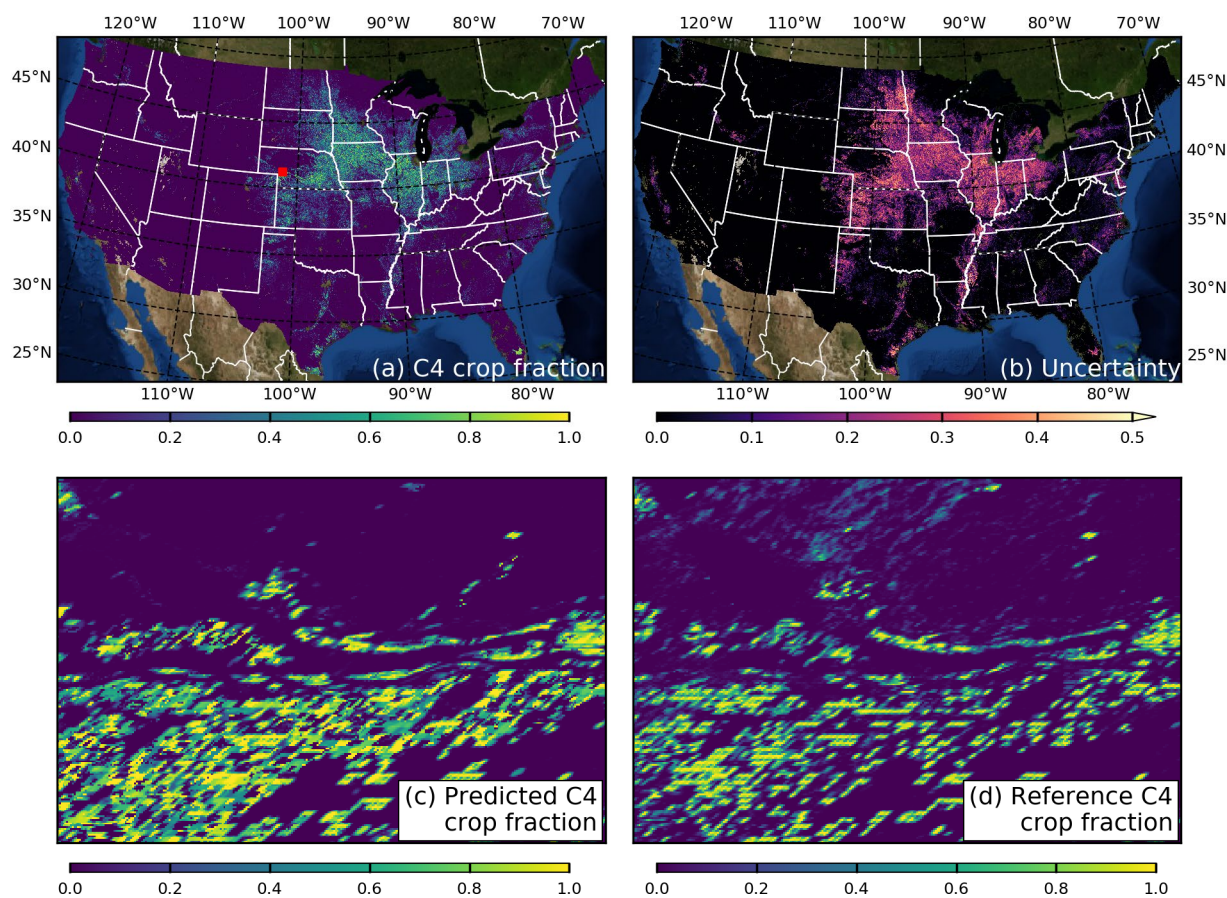 120°W 110°W 100°W 90°W 80°W 70°W
120°W 110°W 100°W 90°W 80°W 70°W
45°N
40°N
35°N
30°N
25°N
45°N
40°N
35°N
30°N
25°N
(a) C4 crop fraction
(b) Uncertainty
110°W 100°W 90°W 80°W
110°W 100°W 90°W 80°W
0.0 0.2 0.4 0.6 0.8 1.0
0.0 0.1 0.2 0.3 0.4 0.5
(c) Predicted C4
crop fraction
(d) Reference C4
crop fraction
0.0 0.2 0.4 0.6 0.8 1.0
0.0 0.2 0.4 0.6 0.8 1.0